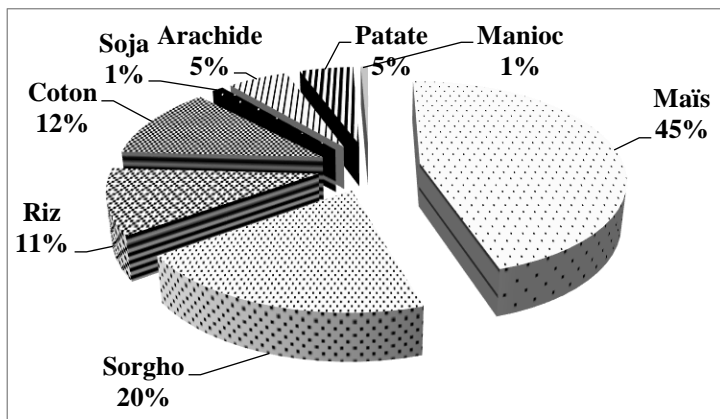 Soja
1%
Arachide
5%
Patate
5%
Manioc
1%
Maïs
45%
Coton
12%
Riz
11%
Sorgho
20%